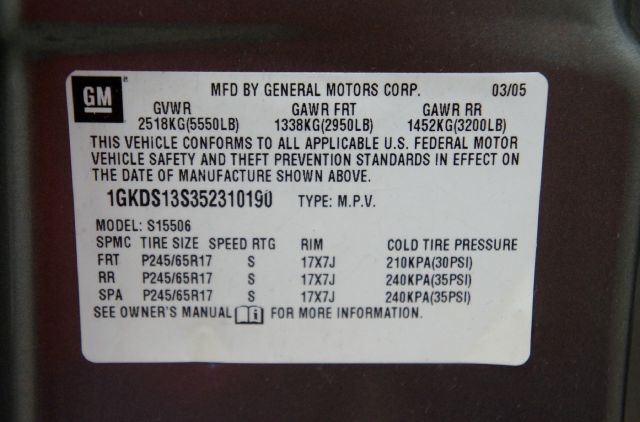 GM
MFD BY GENERAL MOTORS CORP. 03/05
GVWR GAWR FRT GAWR RR
2518KG(5550LB) 1338KG(2950LB) 1452KG(3200LB)
THIS VEHICLE CONFORMS TO ALL APPLICABLE U.S. FEDERAL MOTOR
VEHICLE SAFETY AND THEFT PREVENTION STANDARDS IN EFFECT ON
THE DATE OF MANUFACTURE SHOWN ABOVE.
1GKDS13S352310190 TYPE: M.P.V.
MODEL: S15506
SPMC TIRE SIZE SPEED RTG RIM COLD TIRE PRESSURE
FRT P245/65R17 S 17X7J 210KPA(30PSI)
RR P245/65R17 S 17X7J 240KPA(35PSI)
SPA P245/65R17 S 17X7J 240KPA(35PSI)
SEE OWNER'S MANUAL i FOR MORE INFORMATION.